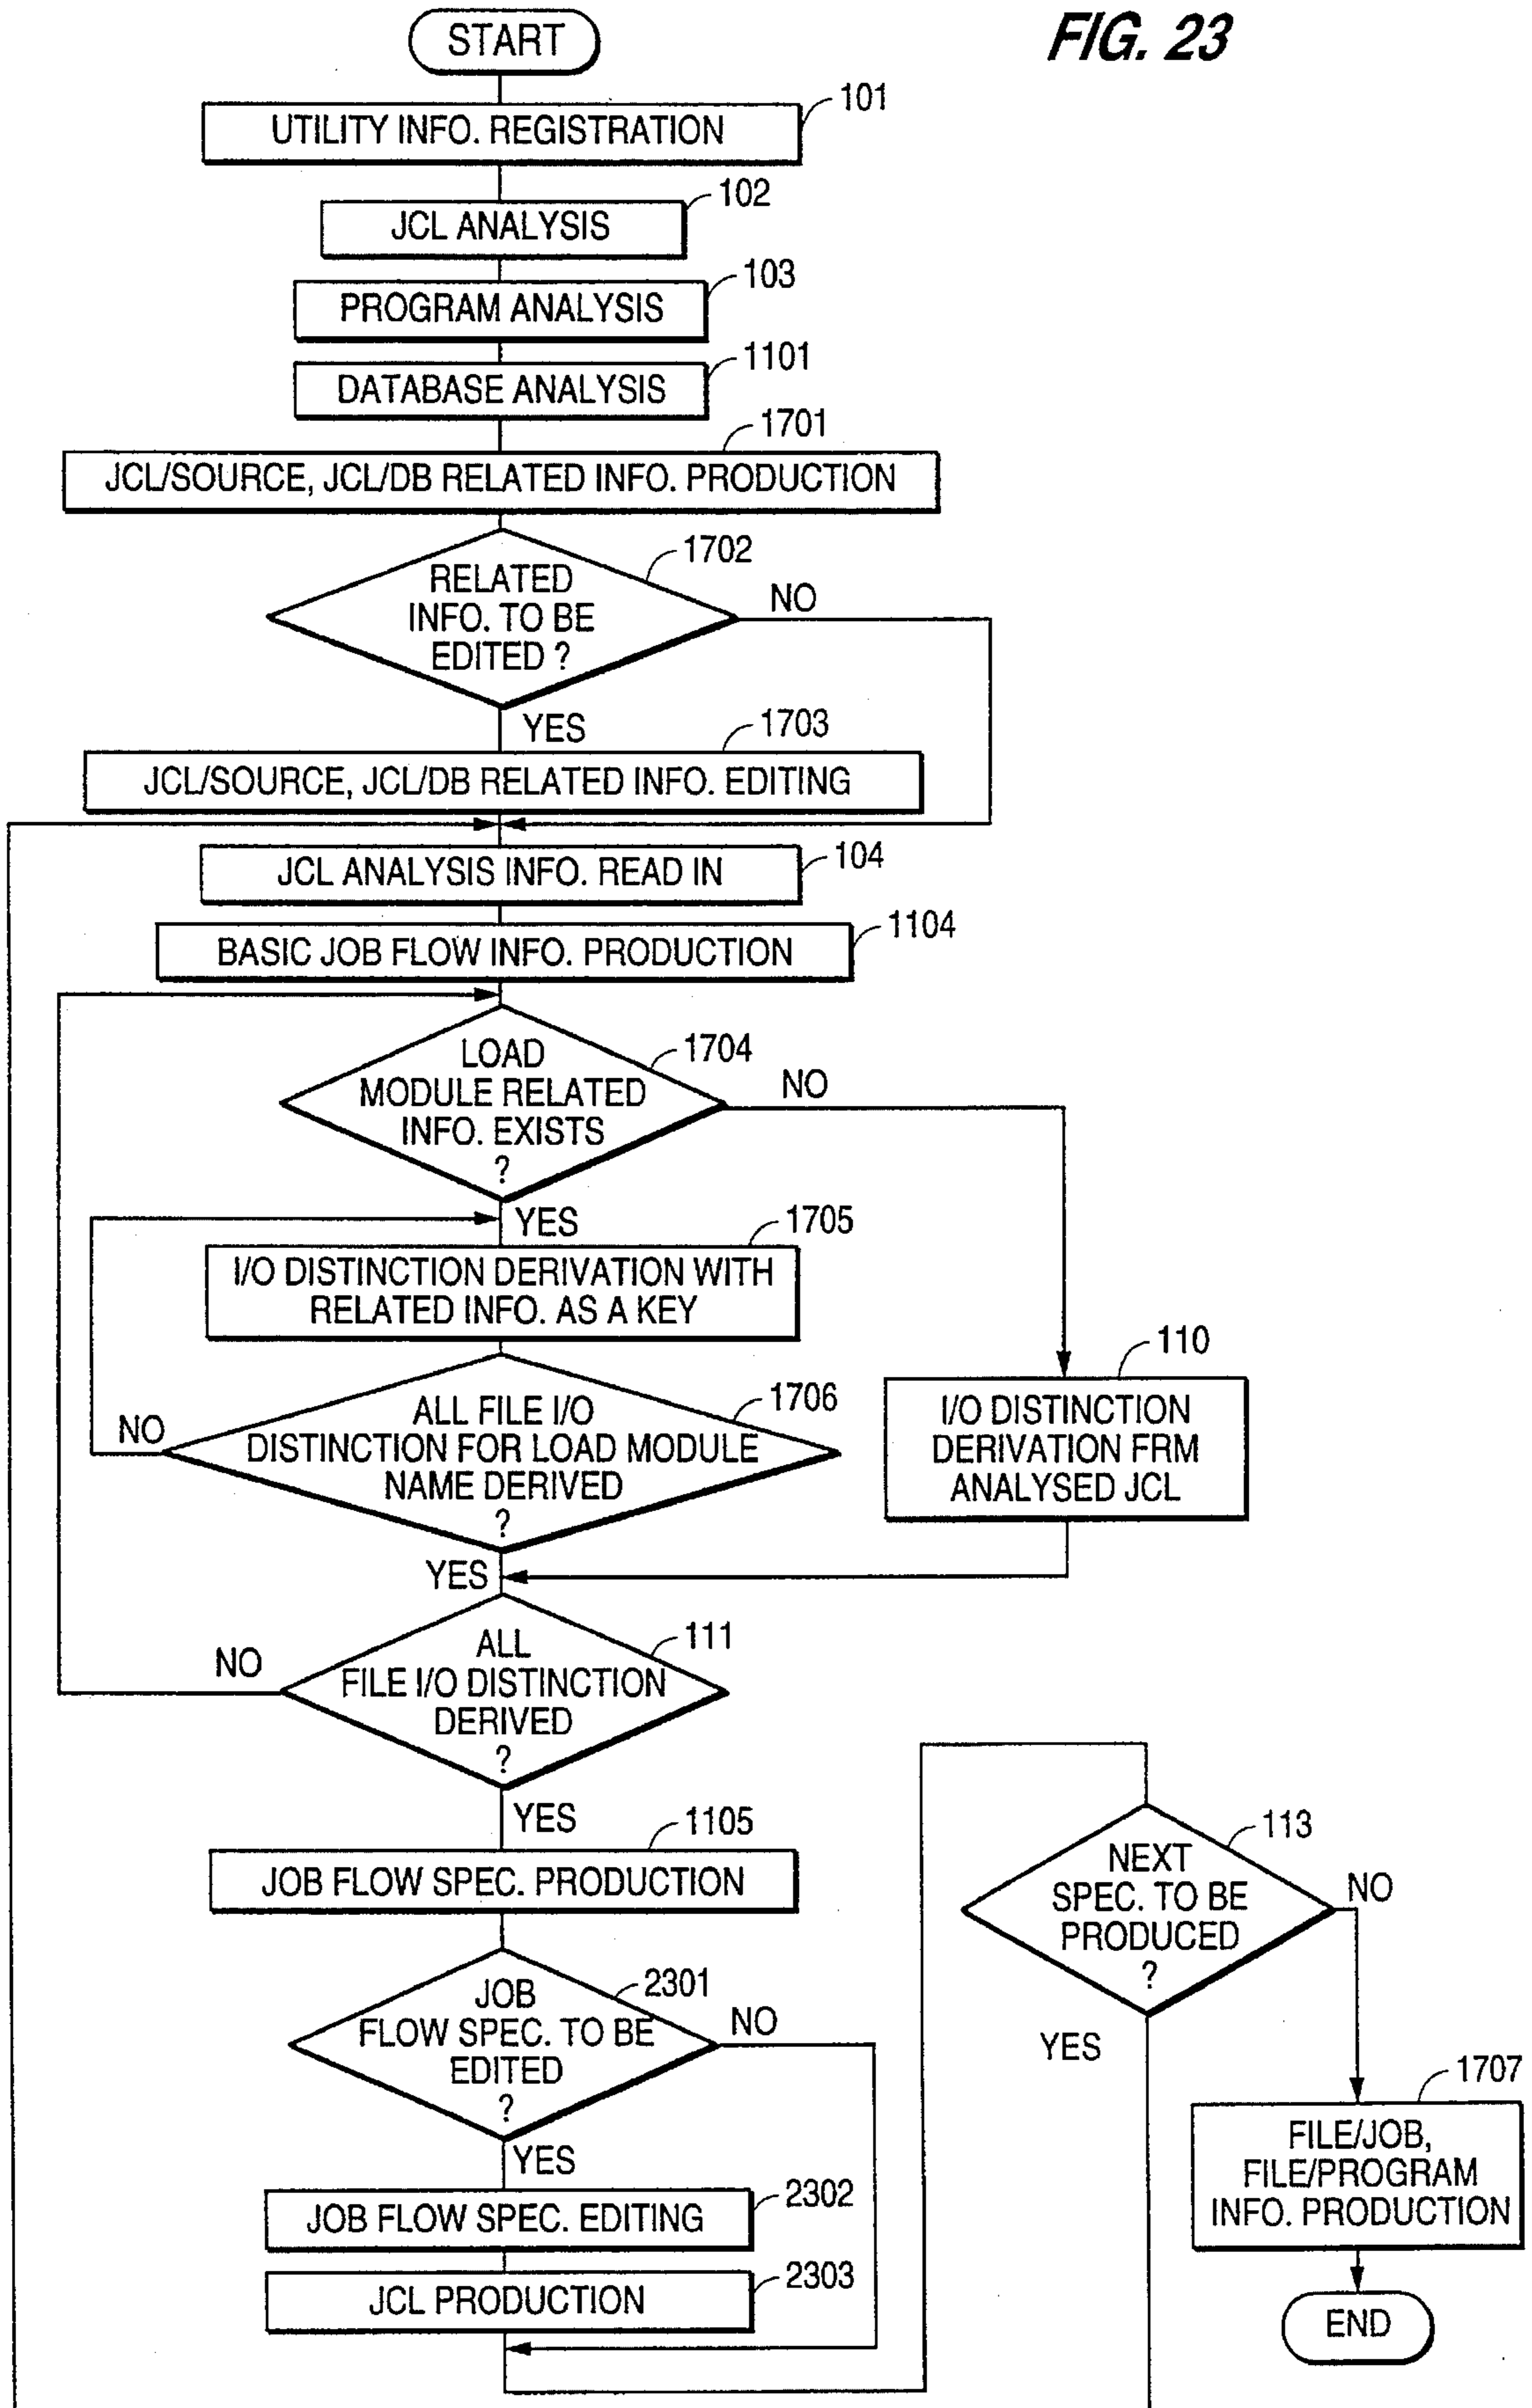 FIG. 23
START
101
UTILITY INFO. REGISTRATION
102
JCL ANALYSIS
103
PROGRAM ANALYSIS
1101
DATABASE ANALYSIS
1701
JCL/SOURCE, JCL/DB RELATED INFO. PRODUCTION
1702
RELATED
INFO. TO BE
EDITED ?
NO
YES
1703
JCL/SOURCE, JCL/DB RELATED INFO. EDITING
104
JCL ANALYSIS INFO. READ IN
1104
BASIC JOB FLOW INFO. PRODUCTION
1704
LOAD
MODULE RELATED
INFO. EXISTS
?
NO
YES
1705
I/O DISTINCTION DERIVATION WITH
RELATED INFO. AS A KEY
1706
ALL FILE I/O
DISTINCTION FOR LOAD MODULE
NAME DERIVED
?
NO
YES
110
I/O DISTINCTION
DERIVATION FRM
ANALYSED JCL
111
ALL
FILE I/O DISTINCTION
DERIVED
?
NO
YES
1105
JOB FLOW SPEC. PRODUCTION
2301
JOB
FLOW SPEC. TO BE
EDITED
?
NO
YES
2302
JOB FLOW SPEC. EDITING
2303
JCL PRODUCTION
113
NEXT
SPEC. TO BE
PRODUCED
?
NO
YES
1707
FILE/JOB,
FILE/PROGRAM
INFO. PRODUCTION
END